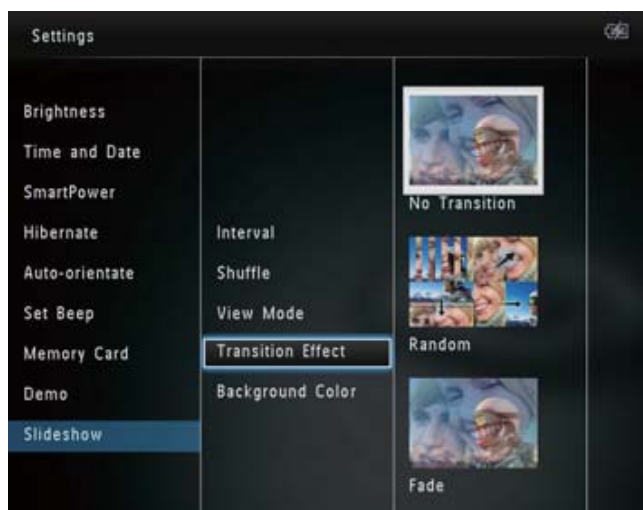 Settings
Brightness
Time and Date
SmartPower
Hibernate
Auto-orientate
Set Beep
Memory Card
Demo
Slideshow
Interval
Shuffle
View Mode
Transition Effect
Background Color
No Transition
Random
Fade